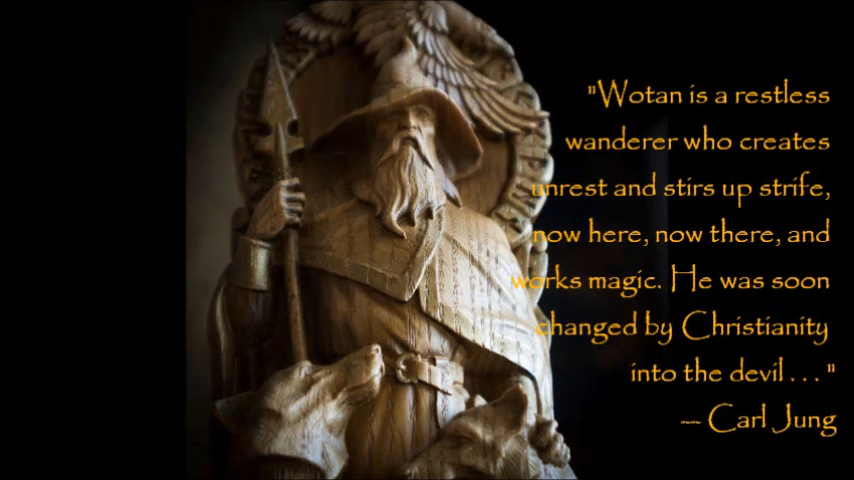 "Wotan is a restless
wanderer who creates
unrest and stirs up strife,
now here, now there, and
works magic. He was soon
changed by Christianity
into the devil . . . "
— Carl Jung